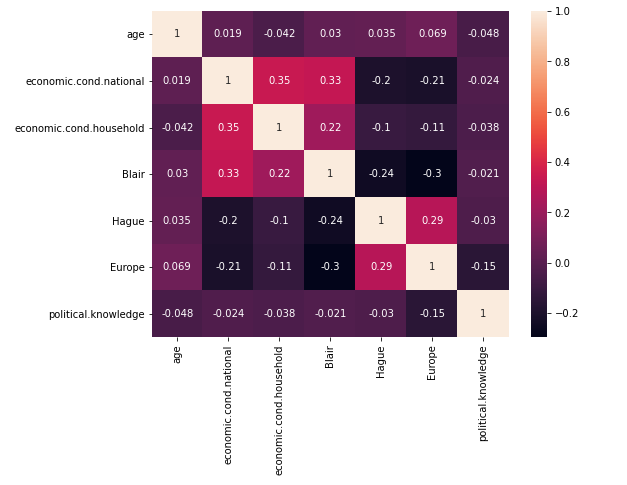 age 1 0.019 -0.042 0.03 0.035 0.069 -0.048
economic.cond.national 0.019 1 0.35 0.33 -0.2 -0.21 -0.024
economic.cond.household -0.042 0.35 1 0.22 -0.1 -0.11 -0.038
Blair 0.03 0.33 0.22 1 -0.24 -0.3 -0.021
Hague 0.035 -0.2 -0.1 -0.24 1 0.29 -0.03
Europe 0.069 -0.21 -0.11 -0.3 0.29 1 -0.15
political.knowledge -0.048 -0.024 -0.038 -0.021 -0.03 -0.15 1
age
economic.cond.national
economic.cond.household
Blair
Hague
Europe
political.knowledge
1.0
0.8
0.6
0.4
0.2
0.0
−0.2